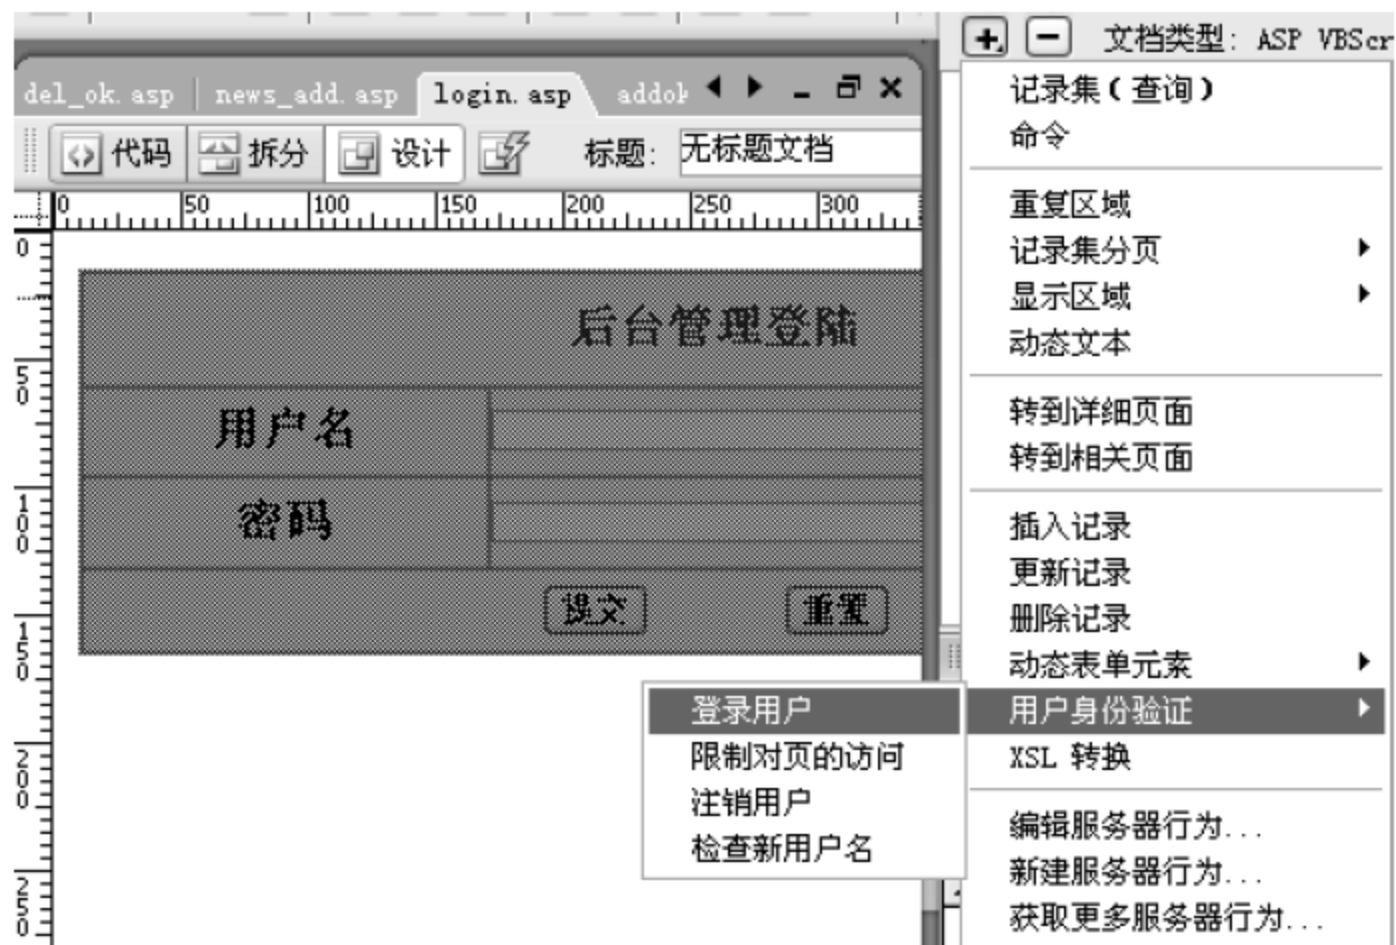 文档类型: ASP VBScr
del_ok.asp news_add.asp login.asp addok
代码 拆分 设计 标题: 无标题文档
0 50 100 150 200 250 300
0
50
100
150
200
250
后台管理登陆
用户名
密码
提交 重置
记录集(查询)
命令
重复区域
记录集分页
显示区域
动态文本
转到详细页面
转到相关页面
插入记录
更新记录
删除记录
动态表单元素
用户身份验证
XSL 转换
编辑服务器行为...
新建服务器行为...
获取更多服务器行为...
登录用户
限制对页的访问
注销用户
检查新用户名